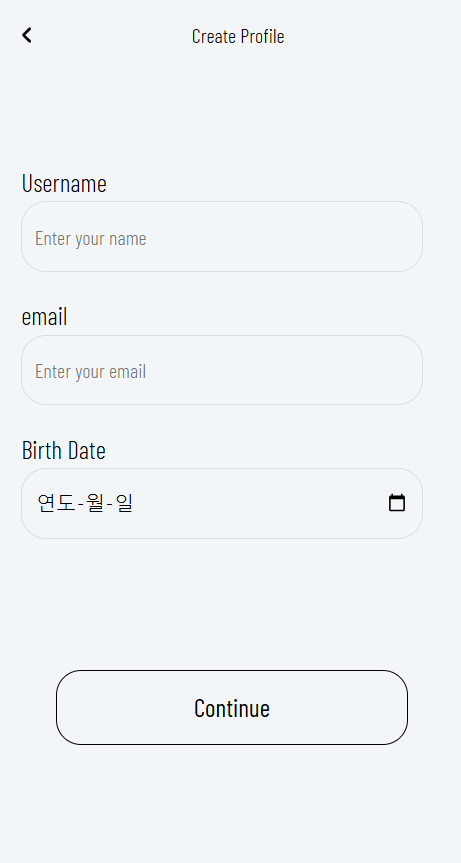 Create Profile
Username
Enter your name
email
Enter your email
Birth Date
연도-월-일
Continue